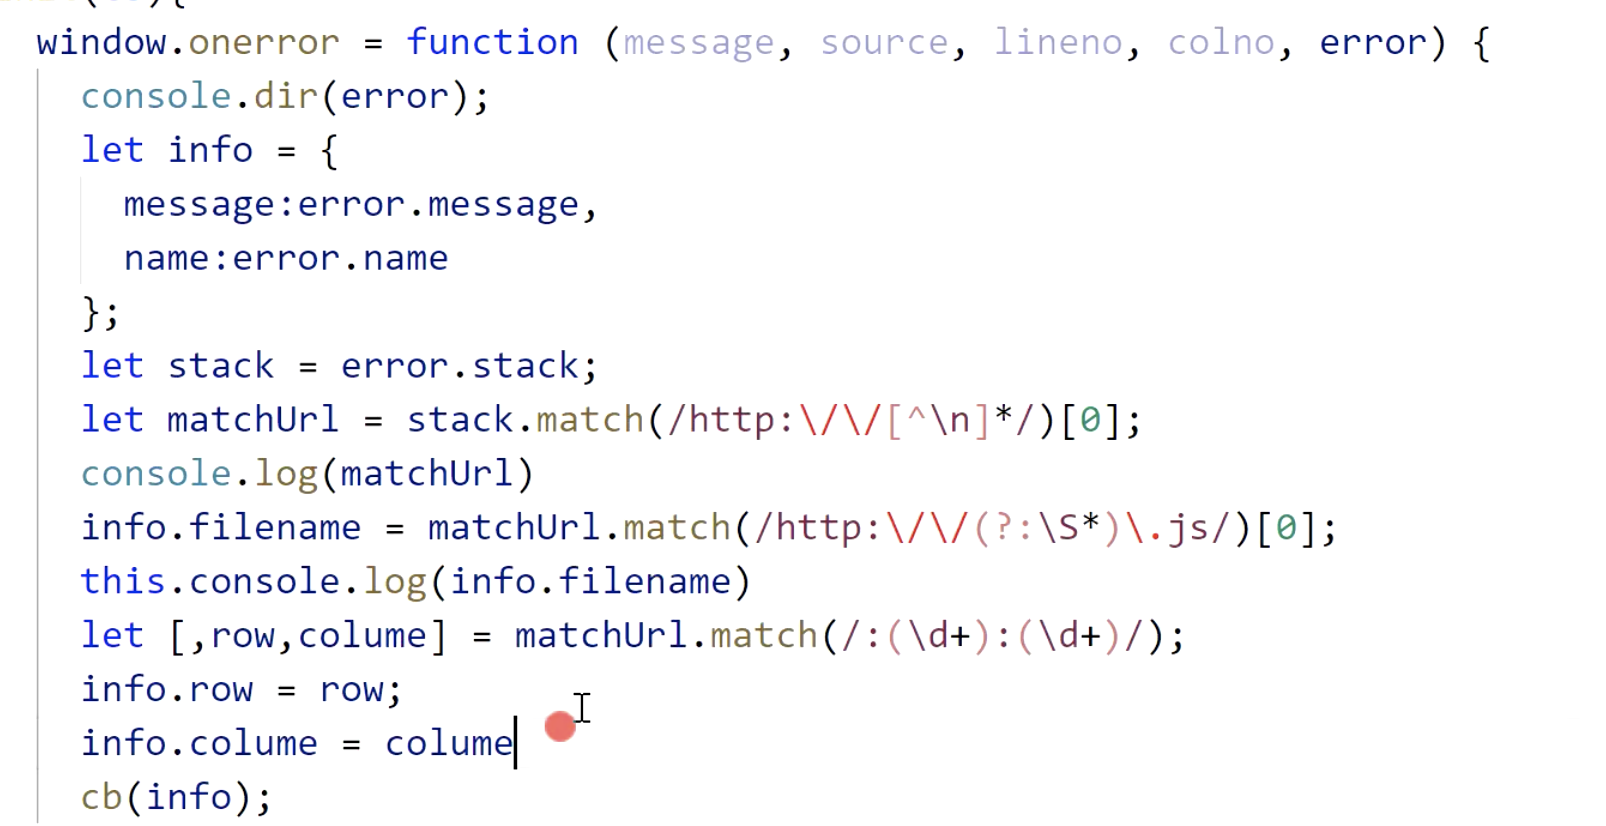 window.onerror = function (message, source, lineno, colno, error) {
console.dir(error);
let info = {
message:error.message,
name:error.name
};
let stack = error.stack;
let matchUrl = stack.match(/http:\/\/[^\n]*/)[0];
console.log(matchUrl)
info.filename = matchUrl.match(/http:\/\/(?:\S*)\.js/)[0];
this.console.log(info.filename)
let [,row,colume] = matchUrl.match(/:(\d+):(\d+)/);
info.row = row;
info.colume = colume
cb(info);